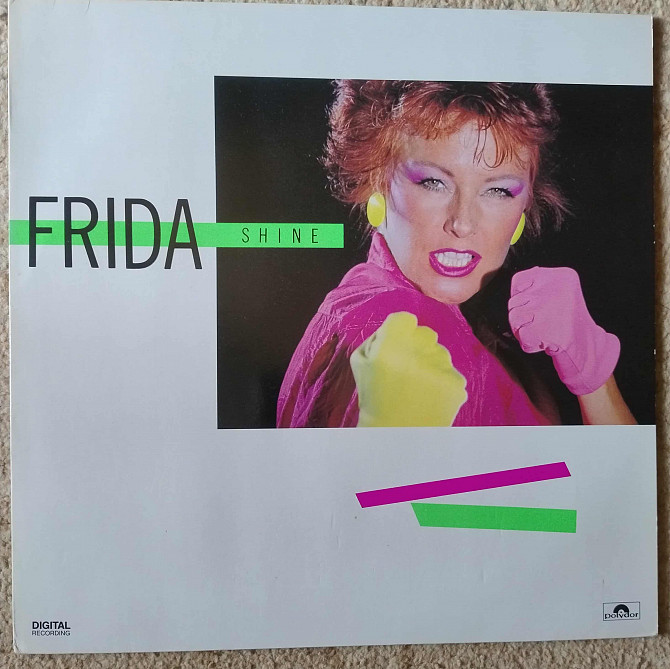 FRIDA
SHINE
DIGITAL
RECORDING
polydor